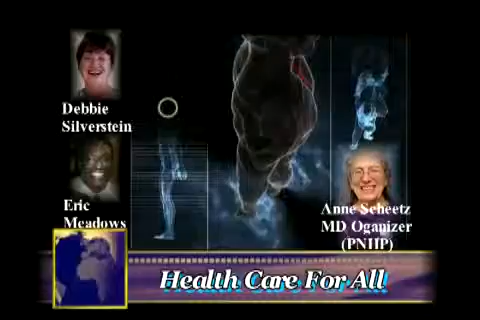 Debbie
Silverstein
Eric
Meadows
Anne Scheetz
MD Oganizer
(PNHP)
Health Care For All